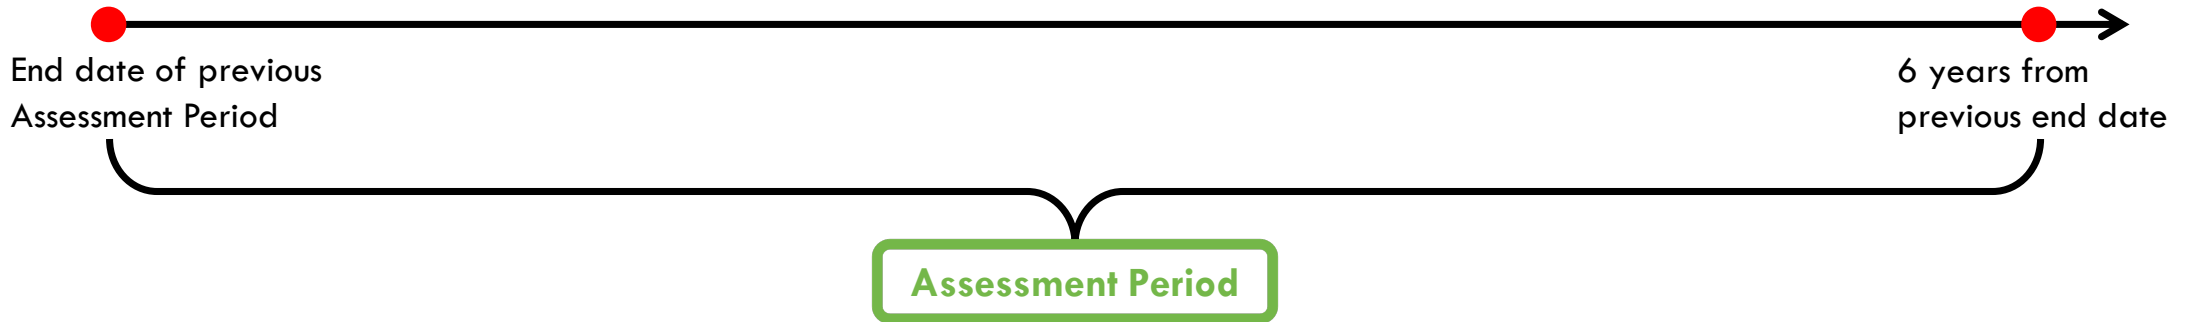 End date of previous
Assessment Period
6 years from
previous end date
Assessment Period